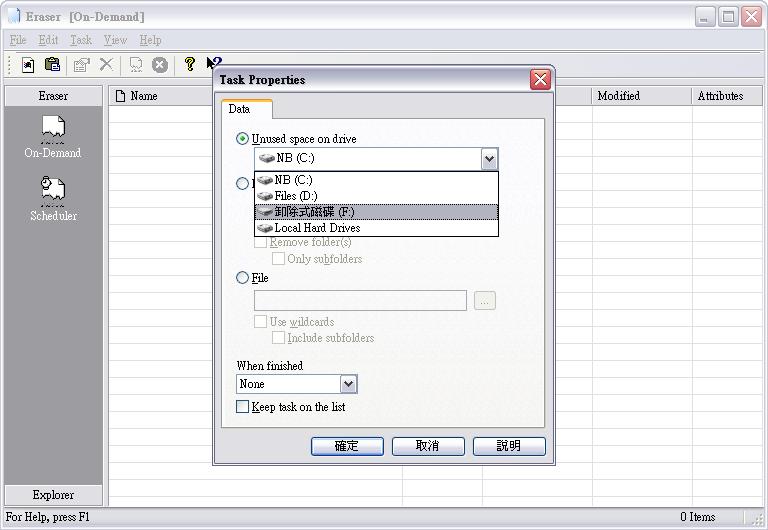 Eraser [On-Demand]
File Edit Task View Help
Eraser
On-Demand
Scheduler
Explorer
Name
Modified
Attributes
Task Properties
Data
Unused space on drive
NB (C:)
NB (C:)
Files (D:)
卸除式磁碟 (F:)
Local Hard Drives
Remove folder(s)
Only subfolders
File
...
Use wildcards
Include subfolders
When finished
None
Keep task on the list
確定 取消 說明
For Help, press F1
0 Items